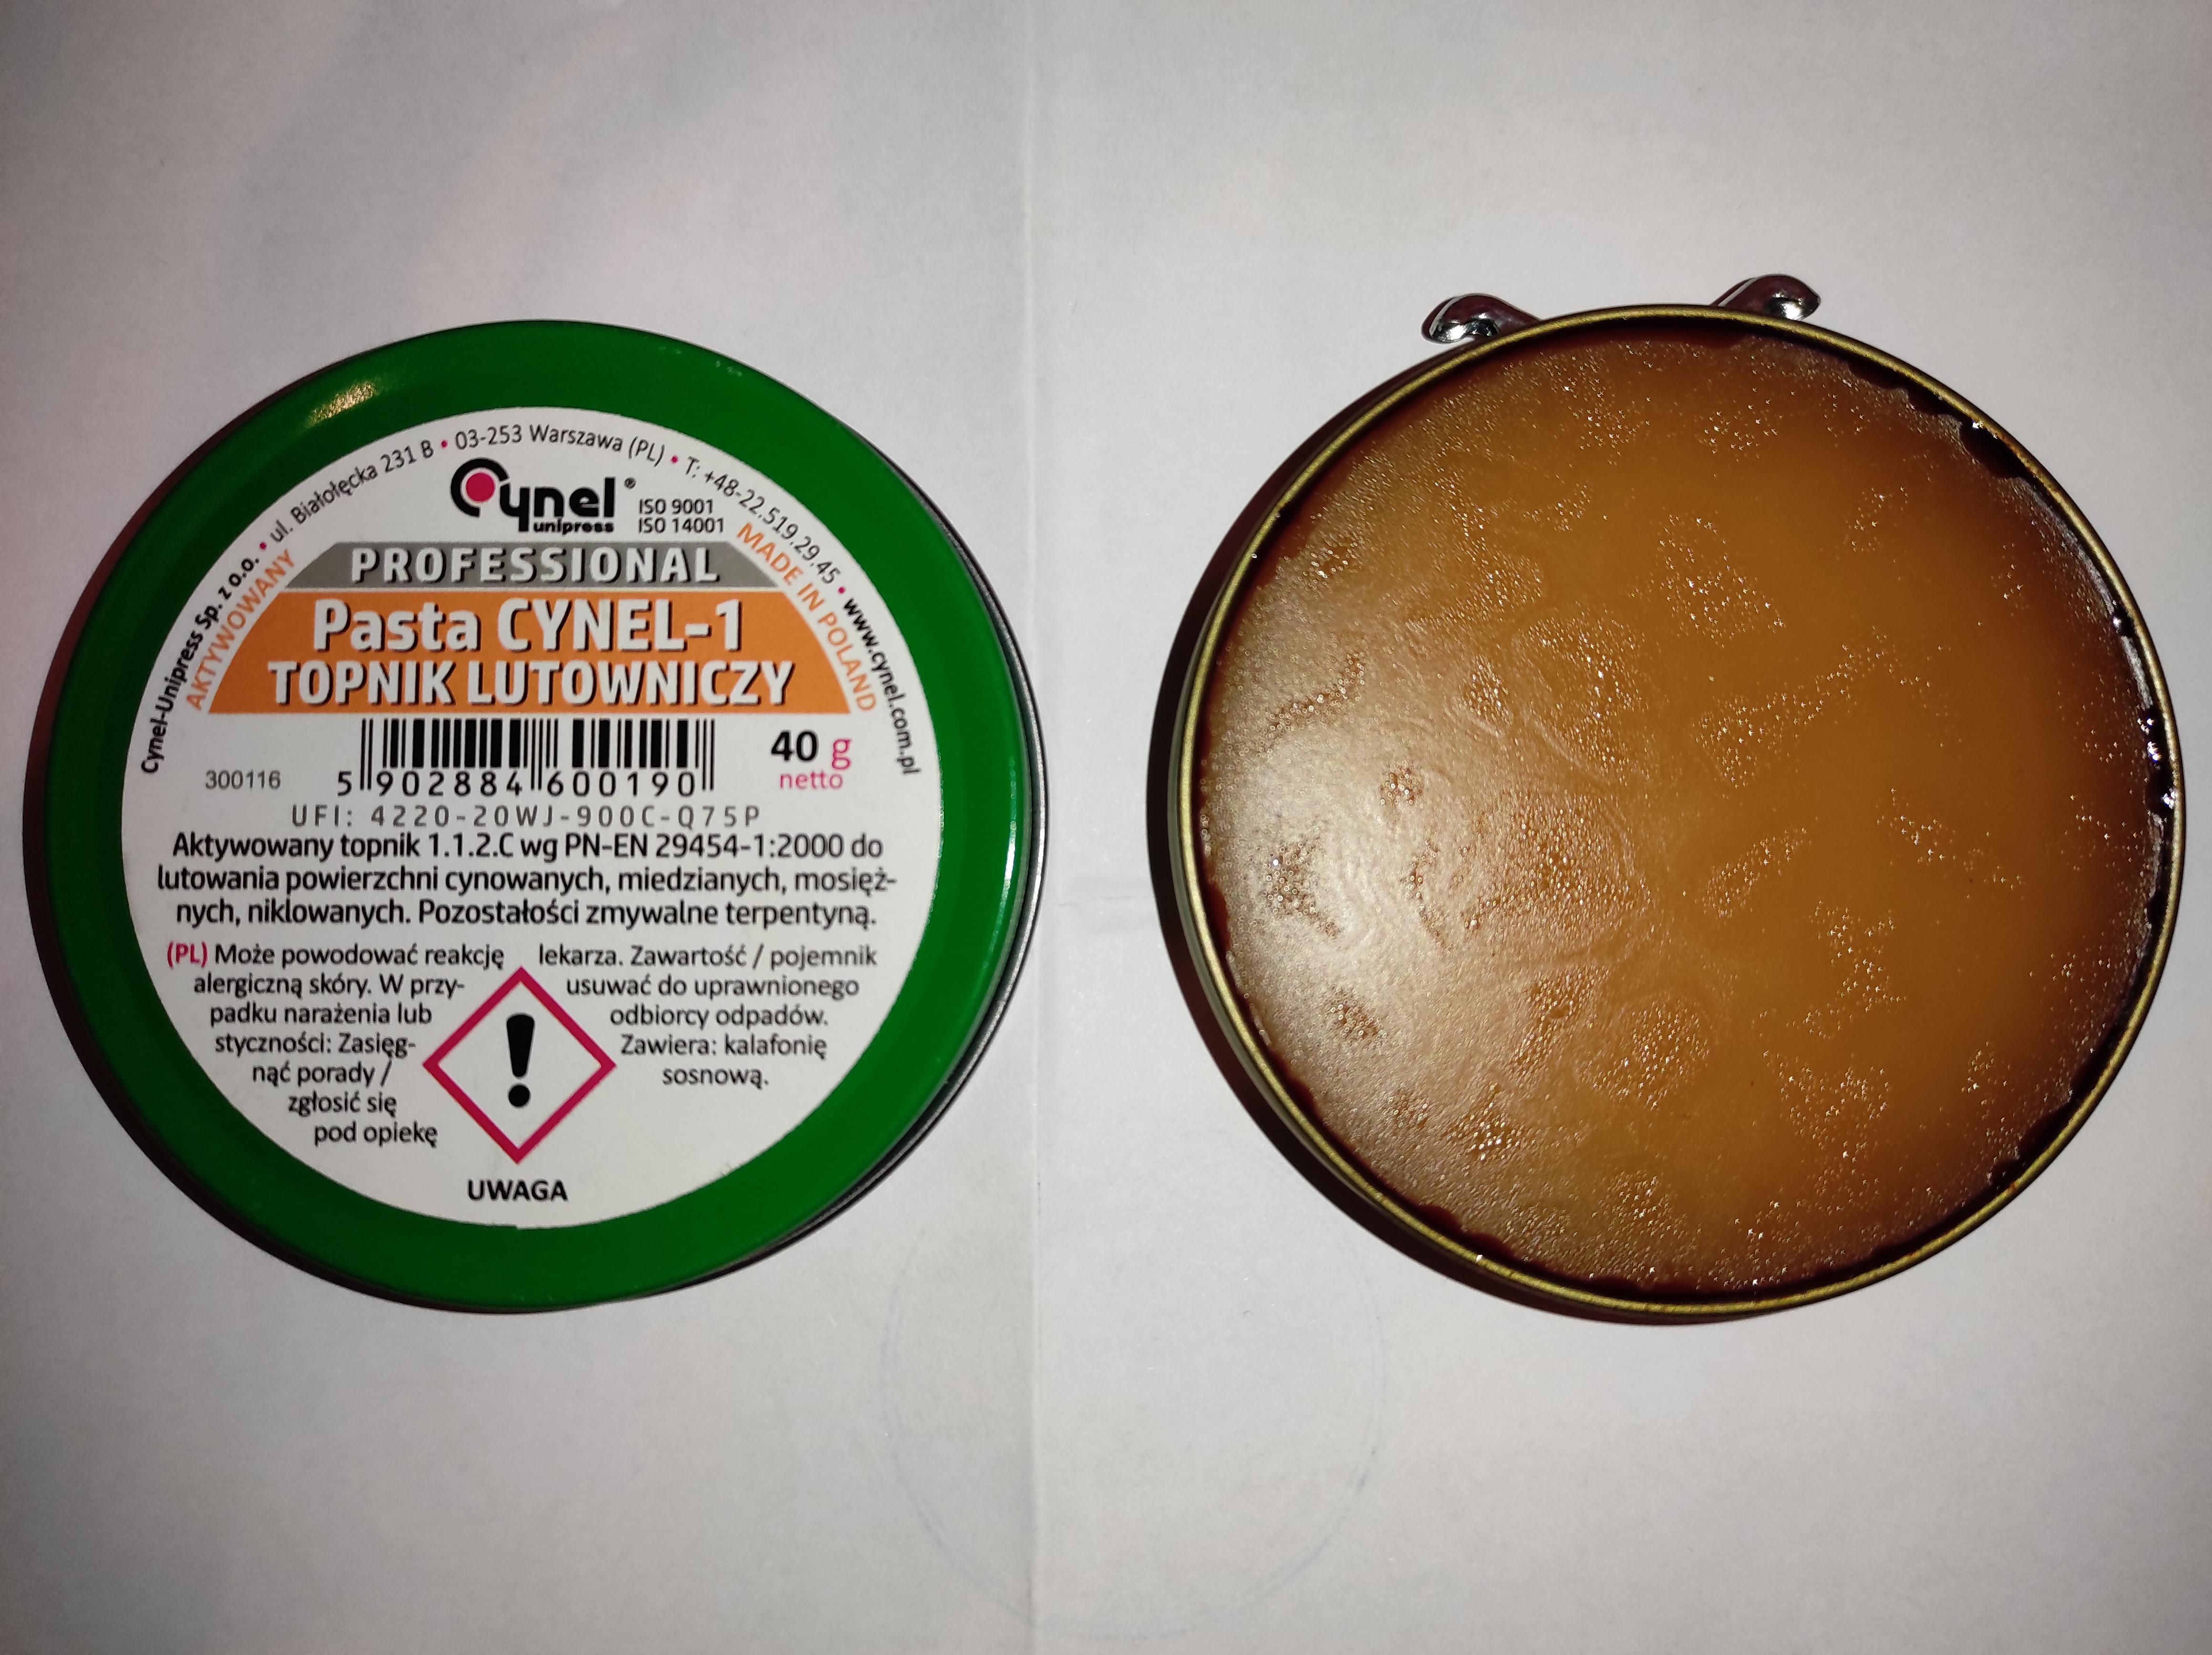 Cynel-Unipress Sp. z o.o. • ul. Białołęcka 231 B • 03-253 Warszawa (PL) • T: +48-22.519.29.45 • www.cynel.com.pl
Cynel®
unipress
ISO 9001
ISO 14001
AKTYWOWANY
MADE IN POLAND
PROFESSIONAL
Pasta CYNEL-1
TOPNIK LUTOWNICZY
300116
5 902884 600190
40 g
netto
UFI: 4220-20WJ-900C-Q75P
Aktywowany topnik 1.1.2.C wg PN-EN 29454-1:2000 do
lutowania powierzchni cynowanych, miedzianych, mosięż-
nych, niklowanych. Pozostałości zmywalne terpentyną.
(PL) Może powodować reakcję
alergiczną skóry. W przy-
padku narażenia lub
styczności: Zasięg-
nąć porady /
zgłosić się
pod opiekę
lekarza. Zawartość / pojemnik
usuwać do uprawnionego
odbiorcy odpadów.
Zawiera: kalafonię
sosnową.
UWAGA